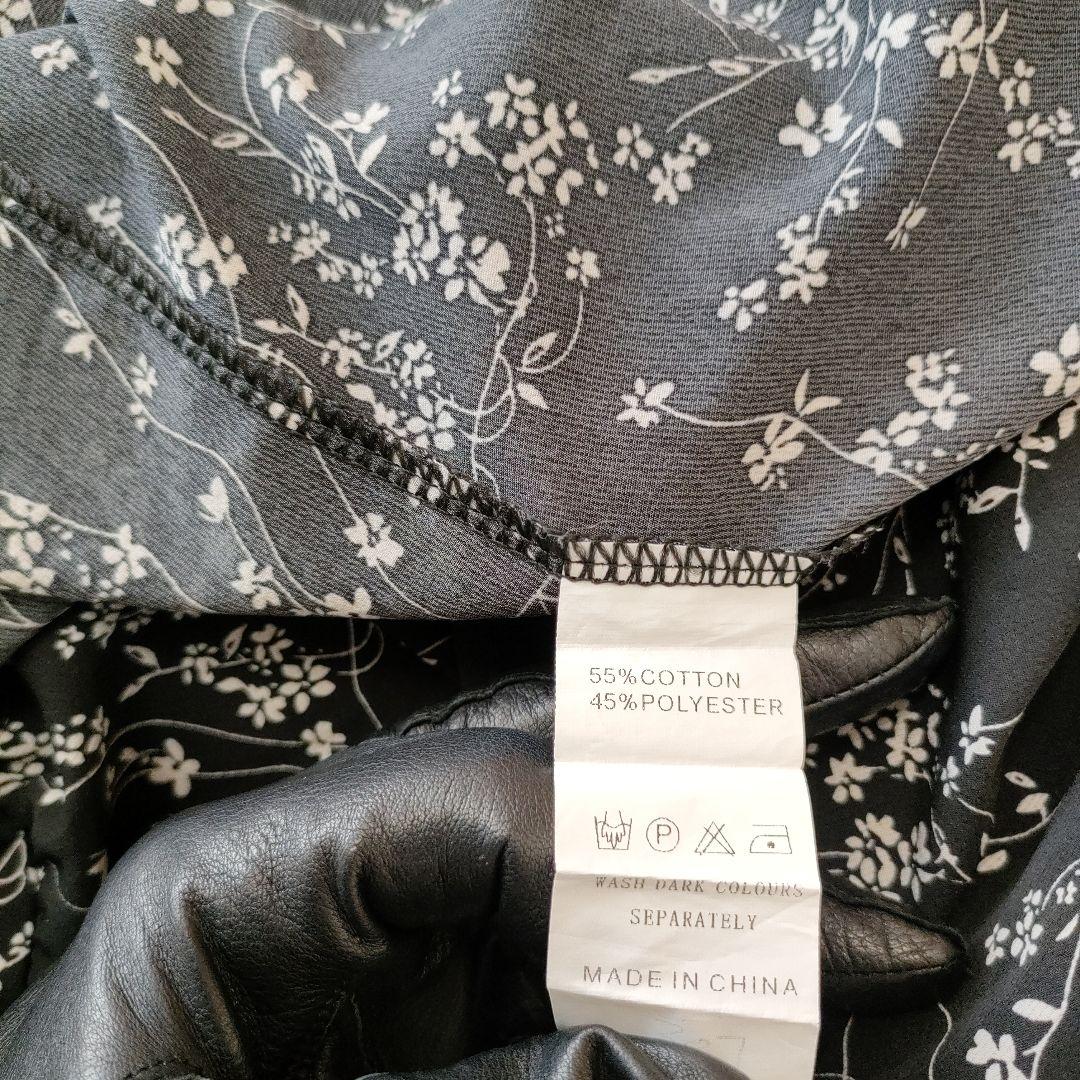 55%COTTON
45%POLYESTER
P
WASH DARK COLOURS
SEPARATELY
MADE IN CHINA